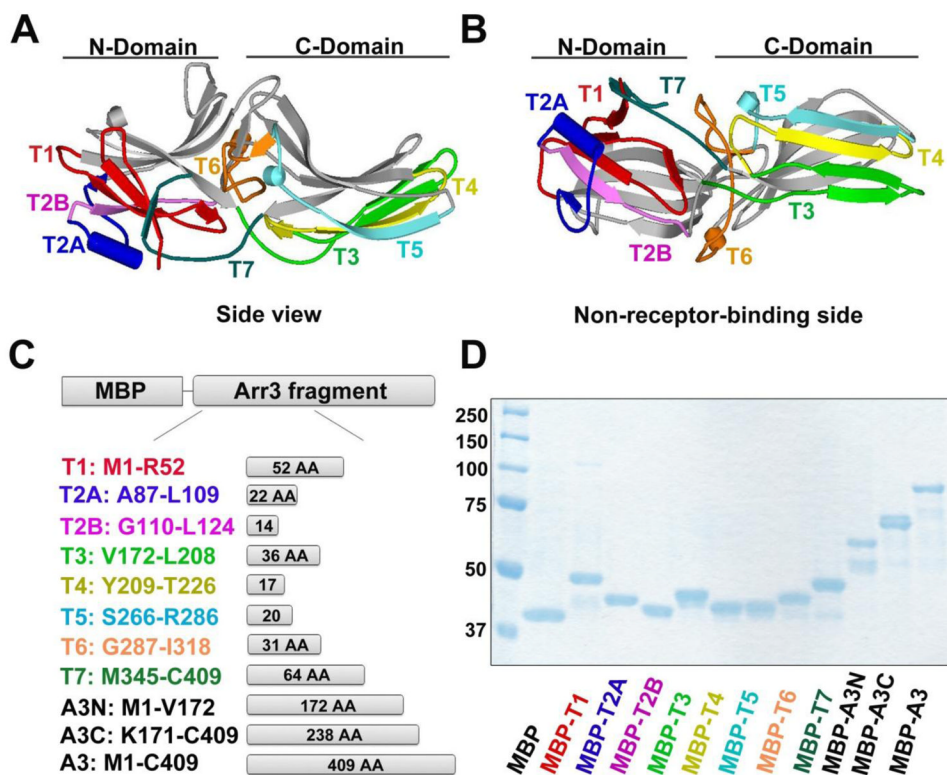 A
N-Domain
C-Domain
T1
T2B
T2A
T6
T7
T3
T4
T5
Side view
B
N-Domain
C-Domain
T7
T1
T5
T2A
T4
T3
T2B
T6
Non-receptor-binding side
C
MBP
Arr3 fragment
T1: M1-R52
52 AA
T2A: A87-L109
22 AA
T2B: G110-L124
14
T3: V172-L208
36 AA
T4: Y209-T226
17
T5: S266-R286
20
T6: G287-I318
31 AA
T7: M345-C409
64 AA
A3N: M1-V172
172 AA
A3C: K171-C409
238 AA
A3: M1-C409
409 AA
D
250
150
100
75
50
37
MBP
MBP-T1
MBP-T2A
MBP-T2B
MBP-T3
MBP-T4
MBP-T5
MBP-T6
MBP-T7
MBP-A3N
MBP-A3C
MBP-A3